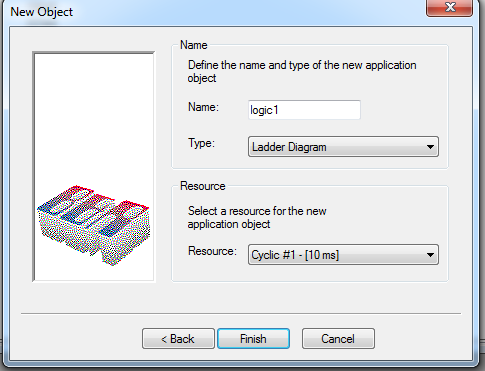 New Object
Name
Define the name and type of the new application
object
Name: logic1
Type: Ladder Diagram
Resource
Select a resource for the new
application object
Resource: Cyclic #1 - [10 ms]
< Back Finish Cancel